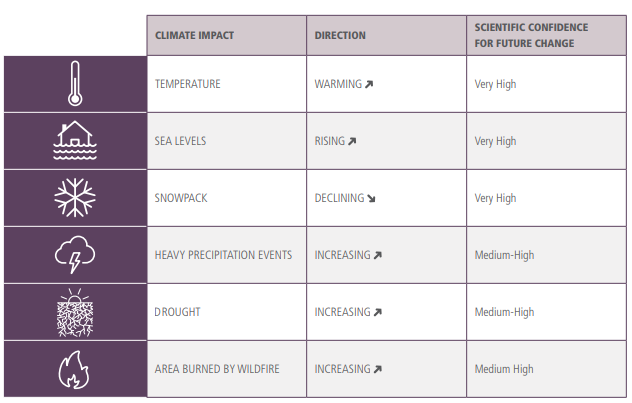 CLIMATE IMPACT
DIRECTION
SCIENTIFIC CONFIDENCE
FOR FUTURE CHANGE
TEMPERATURE
WARMING
Very High
SEA LEVELS
RISING
Very High
SNOWPACK
DECLINING
Very High
HEAVY PRECIPITATION EVENTS
INCREASING
Medium-High
DROUGHT
INCREASING
Medium-High
AREA BURNED BY WILDFIRE
INCREASING
Medium High